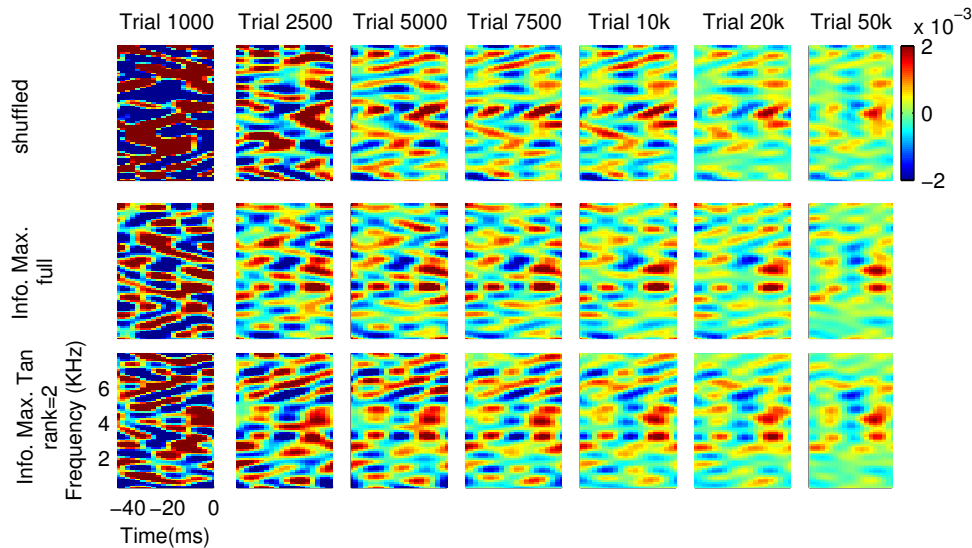 Trial 1000 Trial 2500 Trial 5000 Trial 7500 Trial 10k Trial 20k Trial 50k
x 10⁻³
2
0
−2
shuffled
Info. Max.
full
Info. Max. Tan
rank=2
Frequency (KHz)
6
4
2
−40 −20 0
Time(ms)